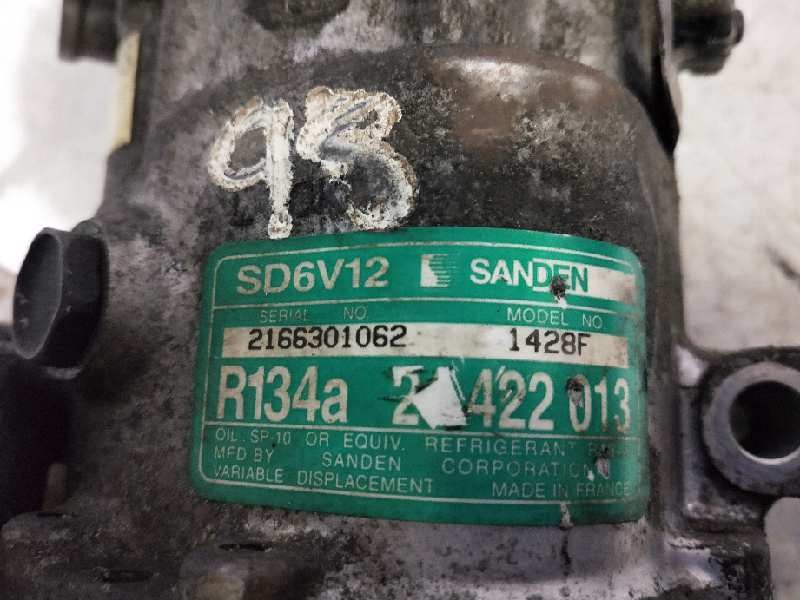 93
SD6V12 SANDEN
SERIAL NO. MODEL NO.
2166301062 1428F
R134a 422 013
OIL. SP-10 OR EQUIV. REFRIGERANT
MFD BY SANDEN CORPORATION
VARIABLE DISPLACEMENT MADE IN FRANCE